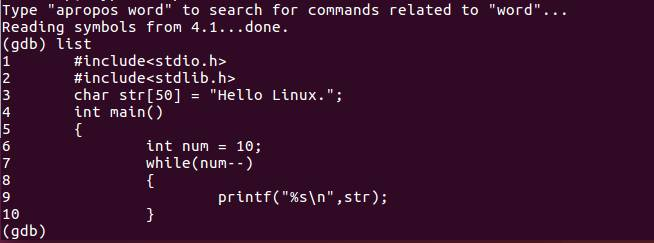 Type "apropos word" to search for commands related to "word"...
Reading symbols from 4.1...done.
(gdb) list
1       #include<stdio.h>
2       #include<stdlib.h>
3       char str[50] = "Hello Linux.";
4       int main()
5       {
6               int num = 10;
7               while(num--)
8               {
9                       printf("%s\n",str);
10              }
(gdb)